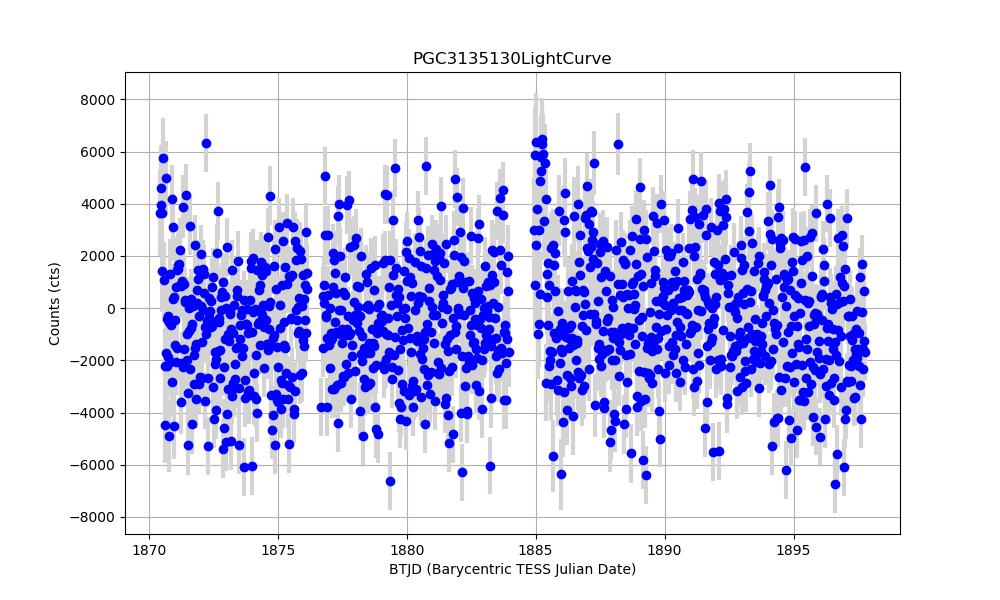 PGC3135130LightCurve
8000
6000
4000
2000
0
−2000
−4000
−6000
−8000
Counts (cts)
1870 1875 1880 1885 1890 1895
BTJD (Barycentric TESS Julian Date)